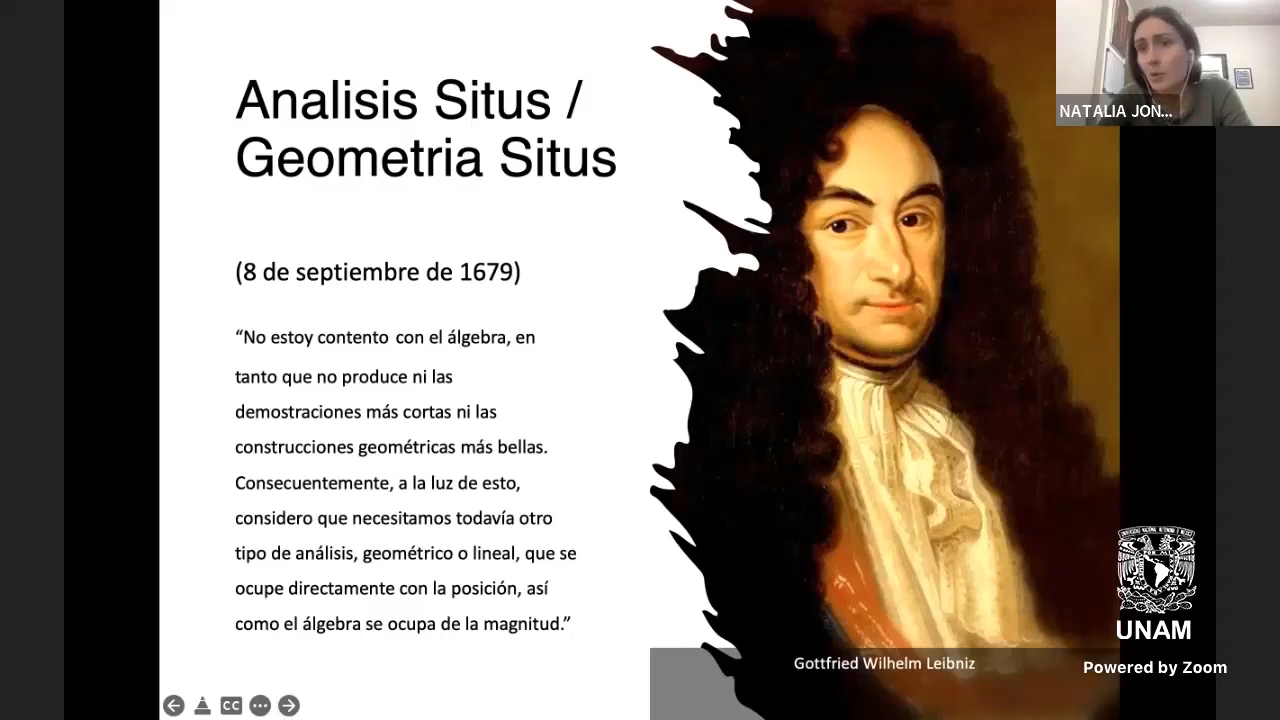 Analisis Situs /
Geometria Situs
(8 de septiembre de 1679)
“No estoy contento con el álgebra, en
tanto que no produce ni las
demostraciones más cortas ni las
construcciones geométricas más bellas.
Consecuentemente, a la luz de esto,
considero que necesitamos todavía otro
tipo de análisis, geométrico o lineal, que se
ocupe directamente con la posición, así
como el álgebra se ocupa de la magnitud.”
Gottfried Wilhelm Leibniz
NATALIA JON...
UNAM
Powered by Zoom
CC